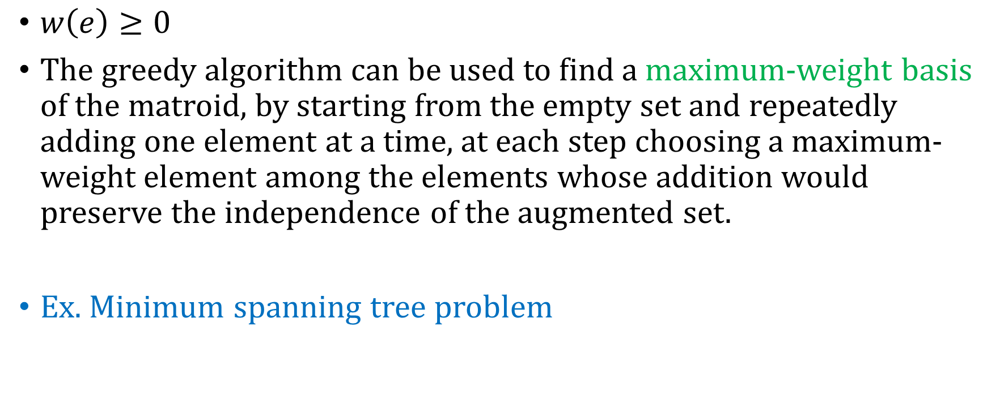 • w(e) ≥ 0
• The greedy algorithm can be used to find a maximum-weight basis
of the matroid, by starting from the empty set and repeatedly
adding one element at a time, at each step choosing a maximum-
weight element among the elements whose addition would
preserve the independence of the augmented set.
• Ex. Minimum spanning tree problem